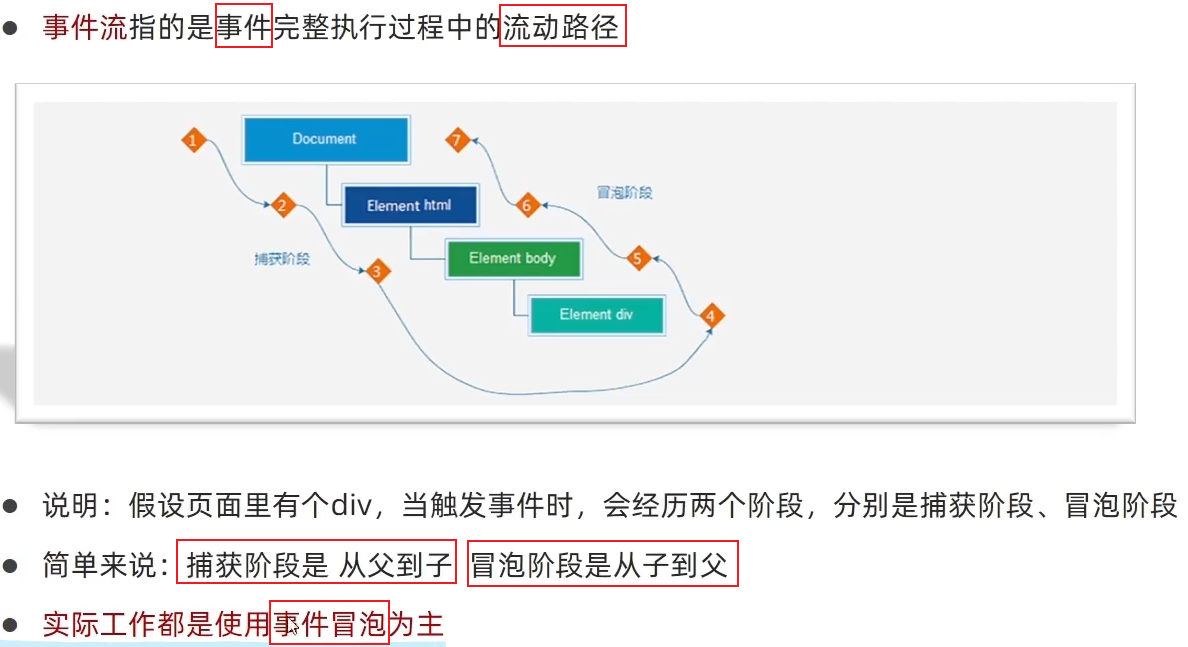 事件流指的是事件完整执行过程中的流动路径
1 Document 7
2 Element html 6 冒泡阶段
捕获阶段 3 Element body 5
Element div 4
说明：假设页面里有个div，当触发事件时，会经历两个阶段，分别是捕获阶段、冒泡阶段
简单来说：捕获阶段是 从父到子 冒泡阶段是从子到父
实际工作都是使用事件冒泡为主